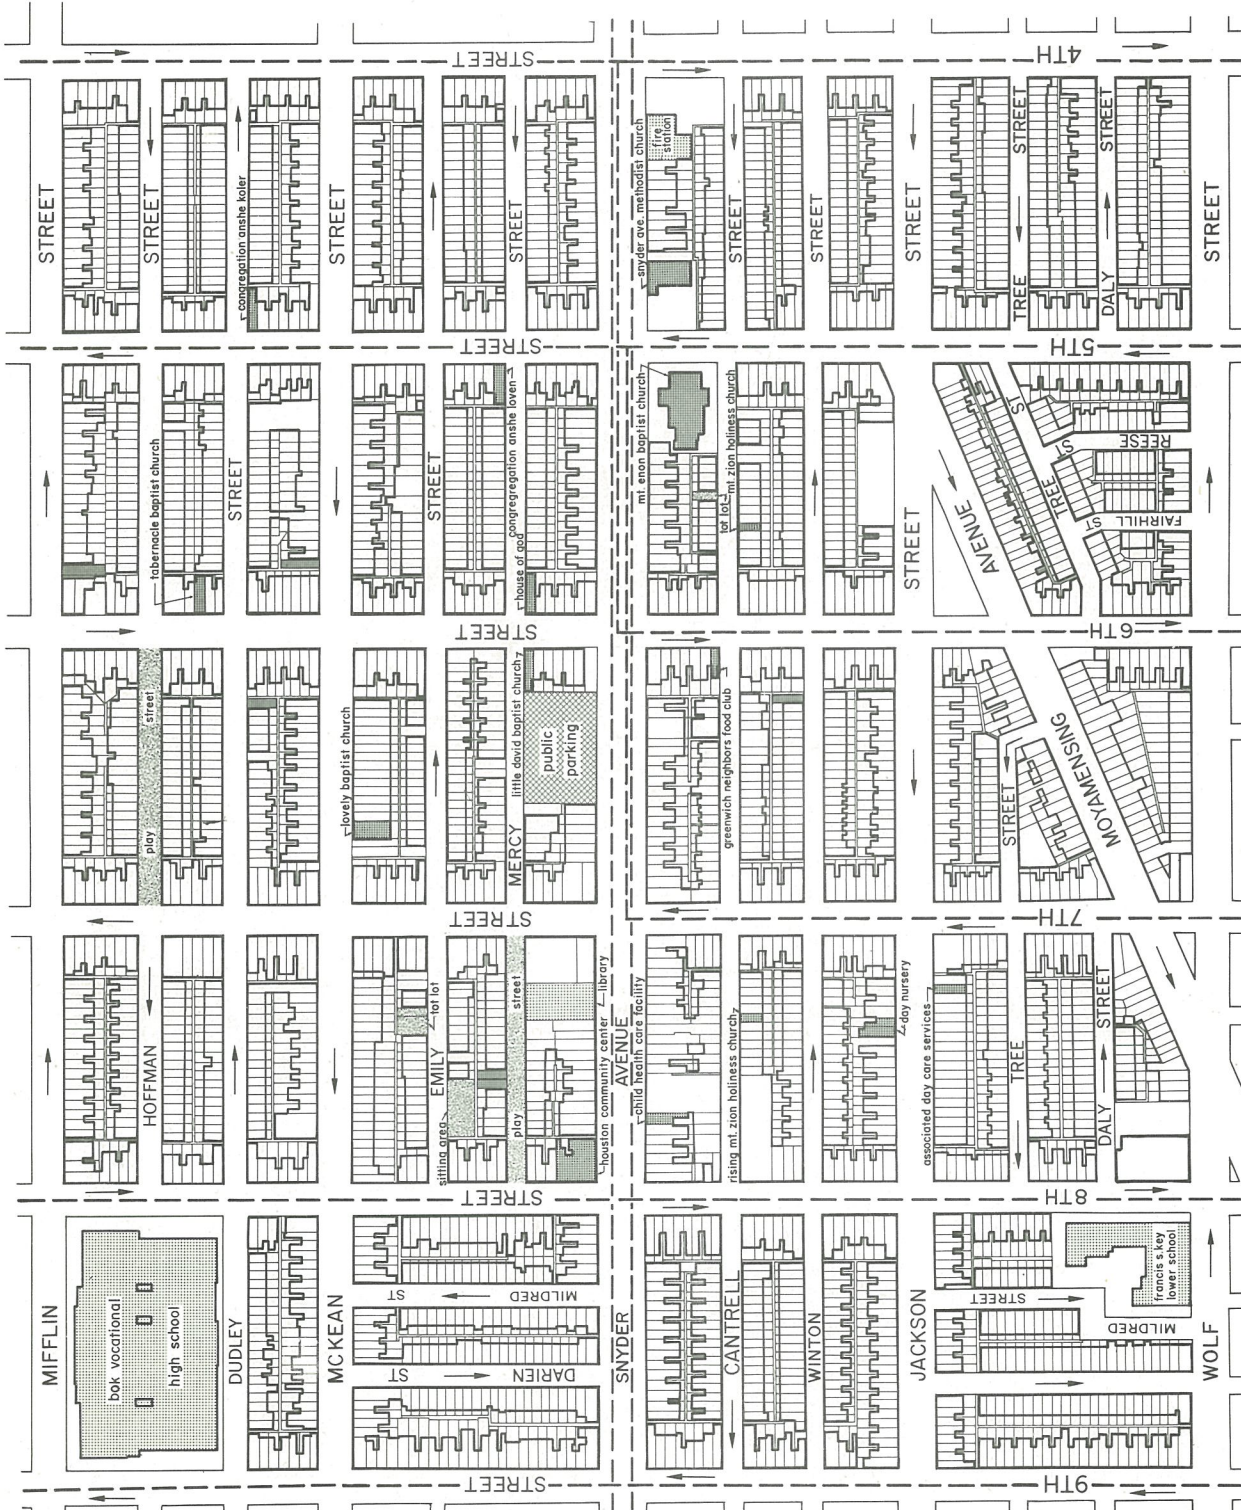 STREET
4TH
STREET
STREET
congregation anshe koler
STREET
STREET
snyder ave. methodist church
fire
station
STREET
STREET
STREET
TREE STREET
DALY STREET
STREET
STREET
5TH
tabernacle baptist church
STREET
STREET
congregation anshe loven
house of god
mt. enon baptist church
tot lot
mt. zion holiness church
STREET
AVENUE
TREE
ST
ST
REESE
FAIRHILL
ST
STREET
6TH
play street
lovely baptist church
MERCY
little david baptist church
public
parking
greenwich neighbors food club
STREET
MOYAMENSING
STREET
7TH
HOFFMAN
EMILY
tot lot
sitting area
play street
library
houston community center
AVENUE
child health care facility
rising mt. zion holiness church
day nursery
associated day care services
TREE
DALY STREET
STREET
8TH
MIFFLIN
bok vocational
high school
DUDLEY
MCKEAN
MILDRED
ST
DARIEN
ST
SNYDER
CANTRELL
WINTON
JACKSON
STREET
MILDRED
francis s.key
lower school
WOLF
STREET
9TH